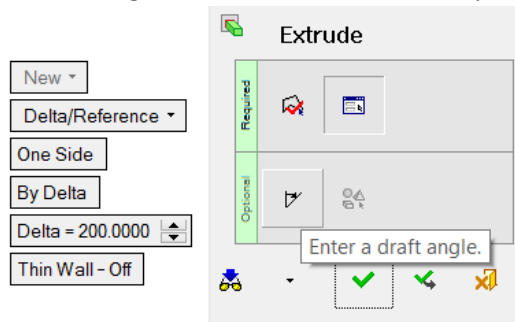 Extrude
New
Delta/Reference
One Side
By Delta
Delta = 200.0000
Thin Wall – Off
Required
Optional
Enter a draft angle.